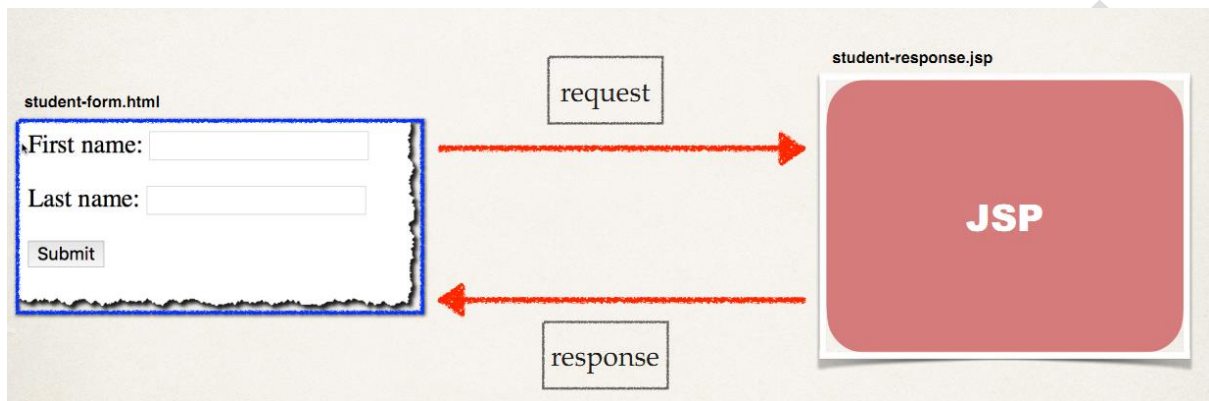 student-form.html
First name:
Last name:
Submit
request
response
student-response.jsp
JSP